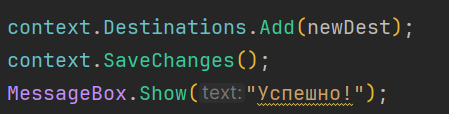 context.Destinations.Add(newDest);
context.SaveChanges();
MessageBox.Show(text:"Успешно!");